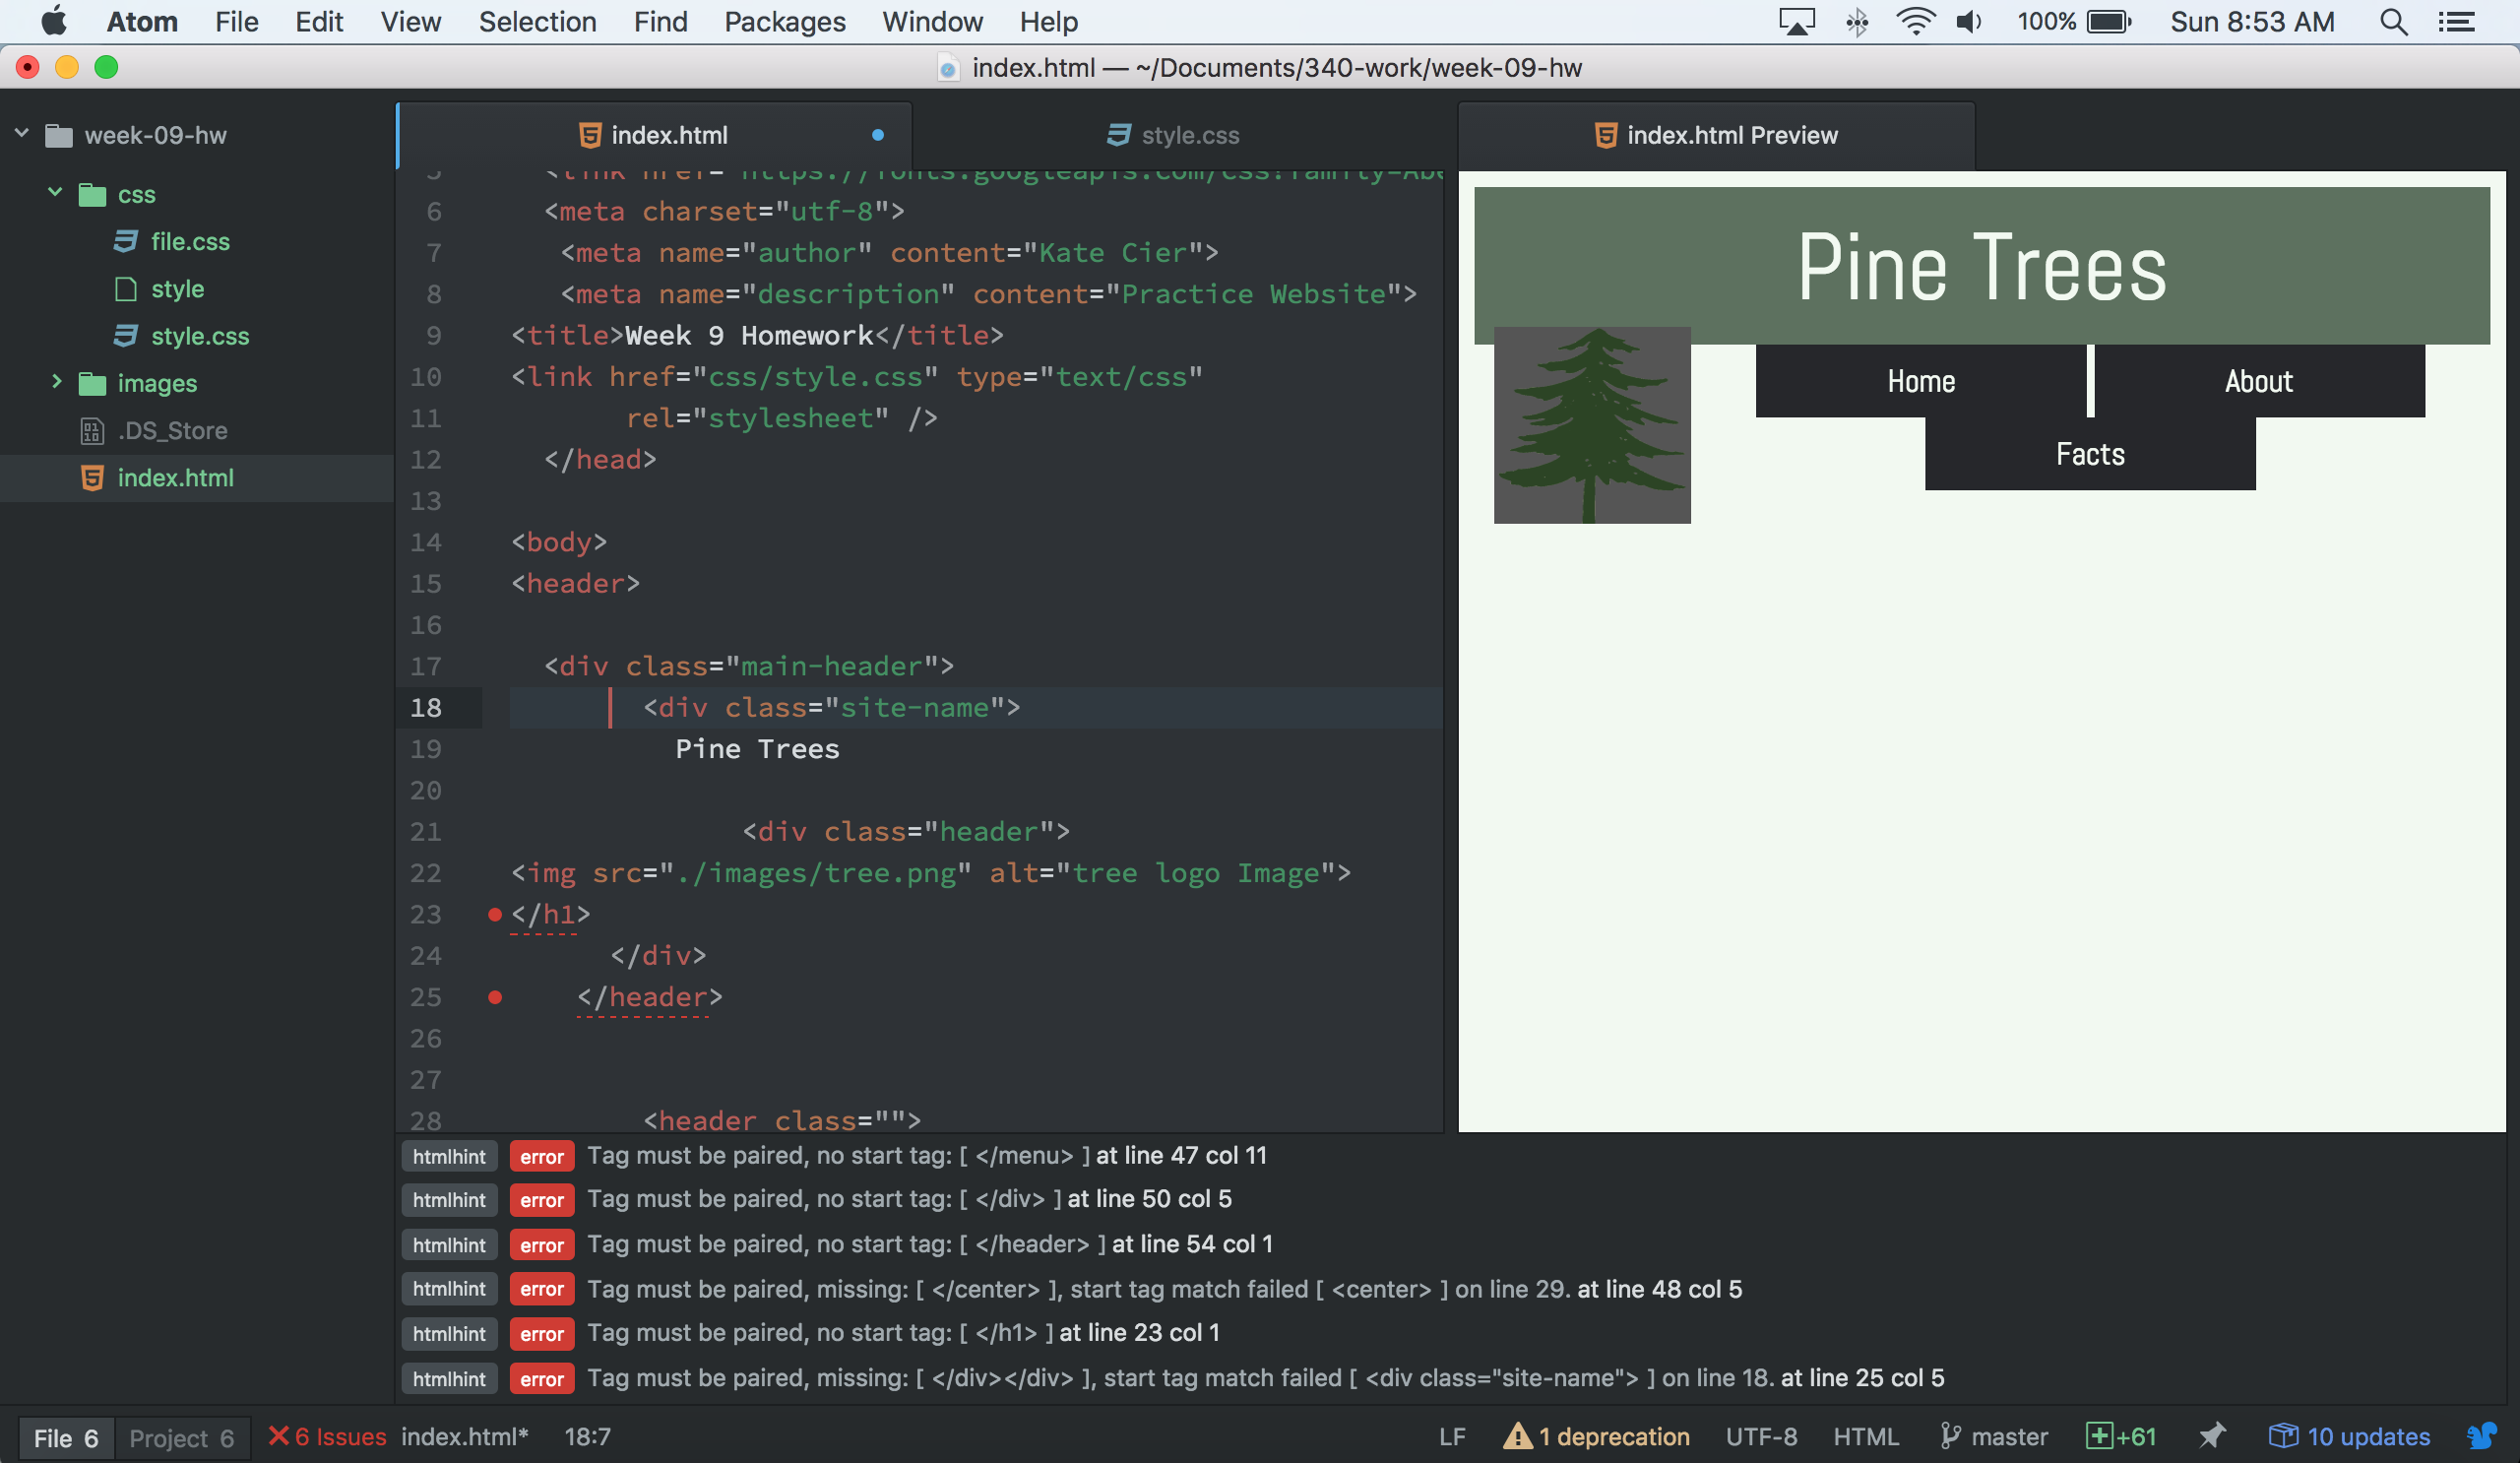 Atom File Edit View Selection Find Packages Window Help 100% Sun 8:53 AM
index.html — ~/Documents/340-work/week-09-hw
week-09-hw
css
file.css
style
style.css
images
.DS_Store
index.html
index.html
style.css
index.html Preview
5 <link href="https://fonts.googleapis.com/css?family=Abe
6 <meta charset="utf-8">
7 <meta name="author" content="Kate Cier">
8 <meta name="description" content="Practice Website">
9 <title>Week 9 Homework</title>
10 <link href="css/style.css" type="text/css"
11 rel="stylesheet" />
12 </head>
13
14 <body>
15 <header>
16
17 <div class="main-header">
18 <div class="site-name">
19 Pine Trees
20
21 <div class="header">
22 <img src="./images/tree.png" alt="tree logo Image">
23 </h1>
24 </div>
25 </header>
26
27
28 <header class="">
Pine Trees
Home
About
Facts
htmlhint error Tag must be paired, no start tag: [ </menu> ] at line 47 col 11
htmlhint error Tag must be paired, no start tag: [ </div> ] at line 50 col 5
htmlhint error Tag must be paired, no start tag: [ </header> ] at line 54 col 1
htmlhint error Tag must be paired, missing: [ </center> ], start tag match failed [ <center> ] on line 29. at line 48 col 5
htmlhint error Tag must be paired, no start tag: [ </h1> ] at line 23 col 1
htmlhint error Tag must be paired, missing: [ </div></div> ], start tag match failed [ <div class="site-name"> ] on line 18. at line 25 col 5
File 6 Project 6 6 Issues index.html* 18:7 LF 1 deprecation UTF-8 HTML master +61 10 updates